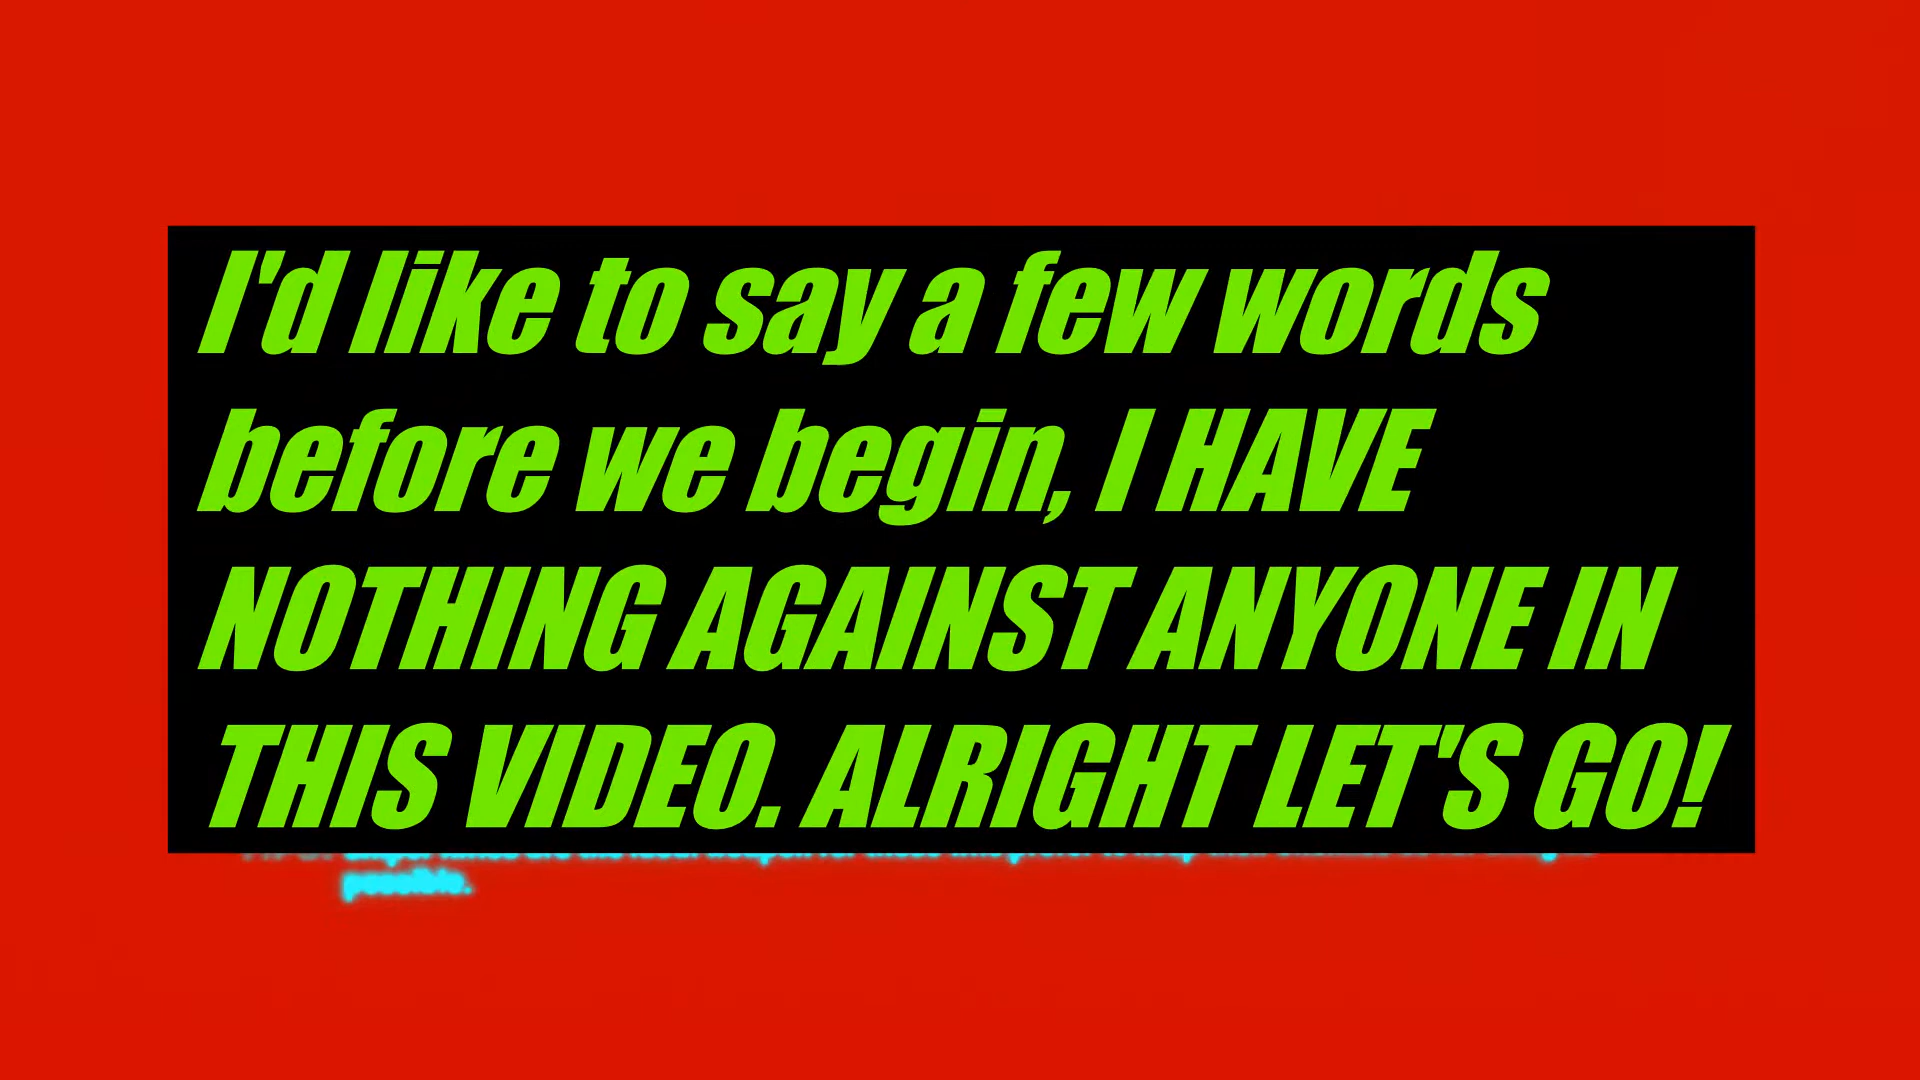 I'd like to say a few words
before we begin, I HAVE
NOTHING AGAINST ANYONE IN
THIS VIDEO. ALRIGHT LET'S GO!
possible.